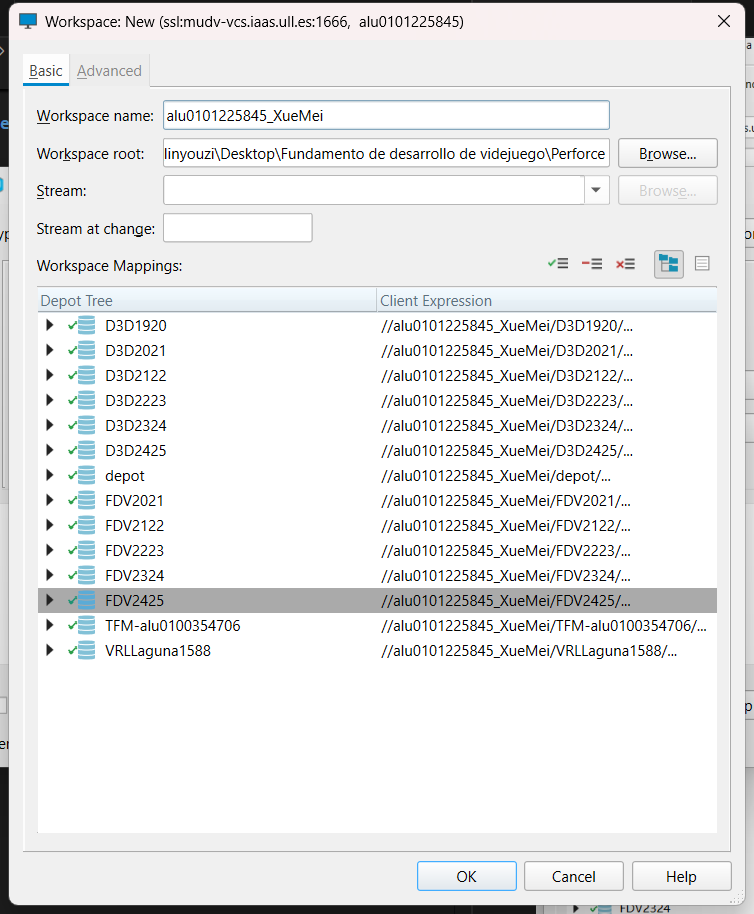 Workspace: New (ssl:mudv-vcs.iaas.ull.es:1666, alu0101225845)
Basic Advanced
Workspace name: alu0101225845_XueMei
Workspace root: linyouzi\Desktop\Fundamento de desarrollo de videjuego\Perforce Browse...
Stream: Browse...
Stream at change:
Workspace Mappings:
Depot Tree Client Expression
D3D1920 //alu0101225845_XueMei/D3D1920/...
D3D2021 //alu0101225845_XueMei/D3D2021/...
D3D2122 //alu0101225845_XueMei/D3D2122/...
D3D2223 //alu0101225845_XueMei/D3D2223/...
D3D2324 //alu0101225845_XueMei/D3D2324/...
D3D2425 //alu0101225845_XueMei/D3D2425/...
depot //alu0101225845_XueMei/depot/...
FDV2021 //alu0101225845_XueMei/FDV2021/...
FDV2122 //alu0101225845_XueMei/FDV2122/...
FDV2223 //alu0101225845_XueMei/FDV2223/...
FDV2324 //alu0101225845_XueMei/FDV2324/...
FDV2425 //alu0101225845_XueMei/FDV2425/...
TFM-alu0100354706 //alu0101225845_XueMei/TFM-alu0100354706/...
VRLLaguna1588 //alu0101225845_XueMei/VRLLaguna1588/...
OK Cancel Help
FDV2324